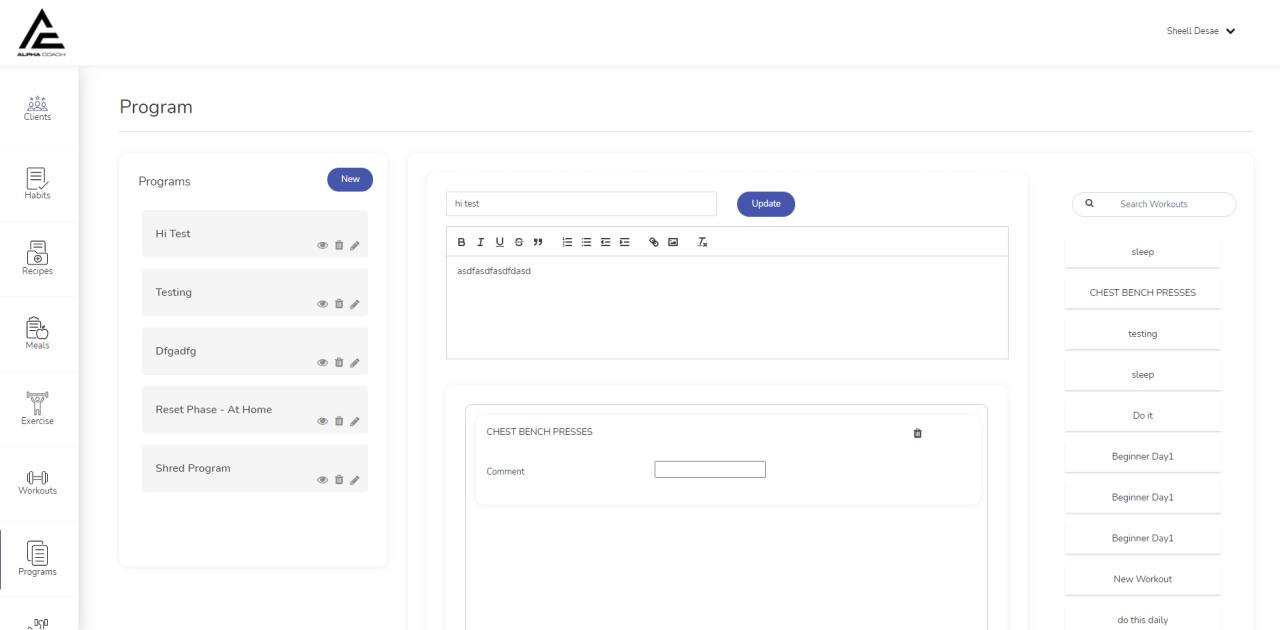 ALPHA COACH
Sheell Desae
Clients
Habits
Recipes
Meals
Exercise
Workouts
Programs
Program
Programs
New
Hi Test
Testing
Dfgadfg
Reset Phase - At Home
Shred Program
hi test
Update
asdfasdfasdfdasd
CHEST BENCH PRESSES
Comment
Search Workouts
sleep
CHEST BENCH PRESSES
testing
sleep
Do it
Beginner Day1
Beginner Day1
Beginner Day1
New Workout
do this daily